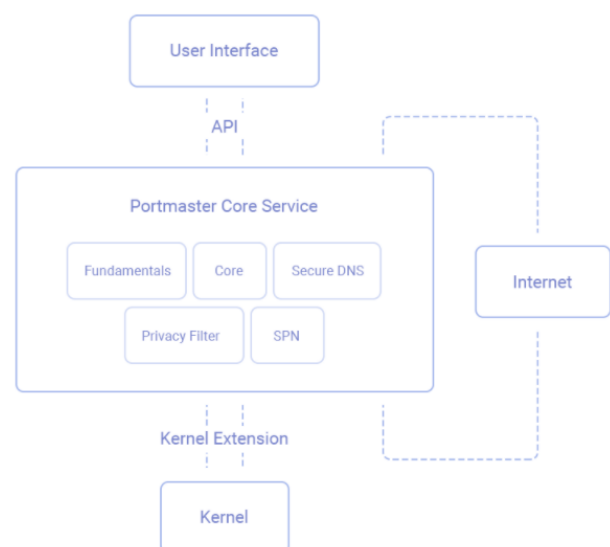 User Interface
API
Portmaster Core Service
Fundamentals
Core
Secure DNS
Privacy Filter
SPN
Internet
Kernel Extension
Kernel